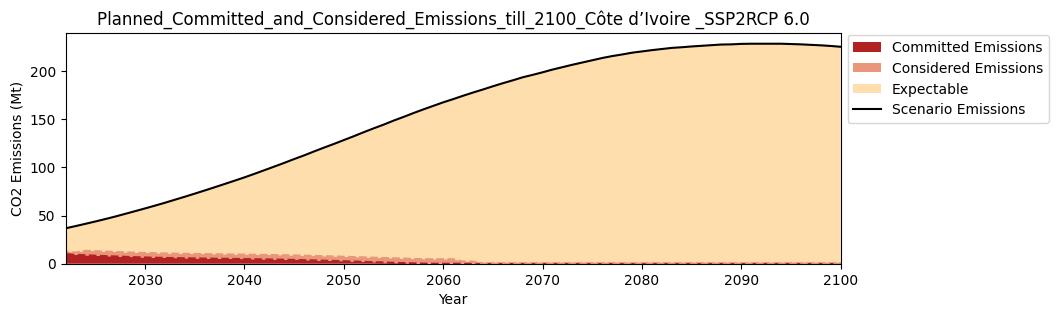 Planned_Committed_and_Considered_Emissions_till_2100_Côte d’Ivoire _SSP2RCP 6.0
CO2 Emissions (Mt)
200
150
100
50
0
2030 2040 2050 2060 2070 2080 2090 2100
Year
Committed Emissions
Considered Emissions
Expectable
Scenario Emissions